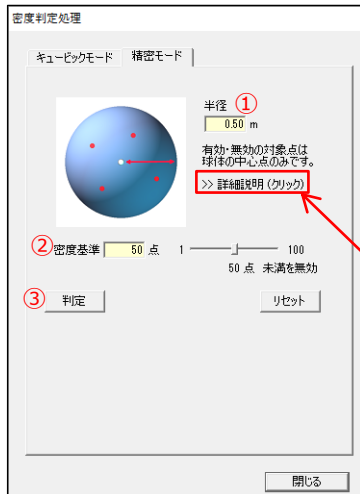 密度判定処理
キュービックモード 精密モード
半径 ①
0.50 m
有効・無効の対象点は
球体の中心点のみです。
>> 詳細説明 (クリック)
② 密度基準 50 点 1 100
50 点 未満を無効
③ 判定 リセット
閉じる